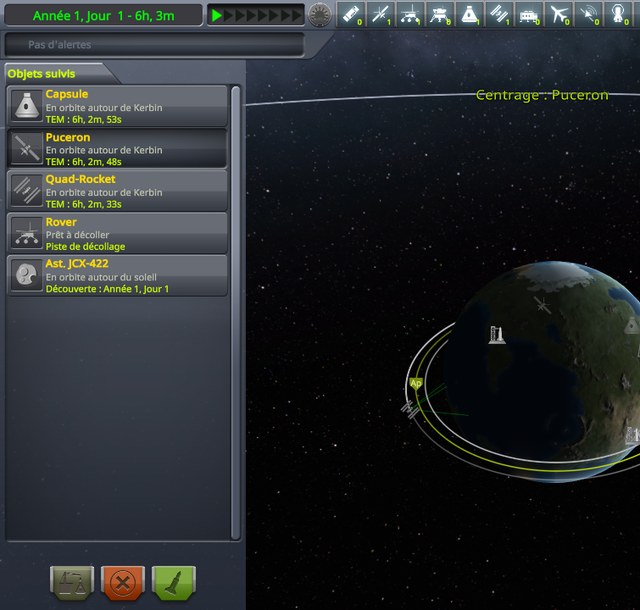 Année 1, Jour 1 - 6h, 3m
0 1 3 8 1 1 0 0 0 0
Pas d'alertes
Objets suivis
Capsule
En orbite autour de Kerbin
TEM : 6h, 2m, 53s
Puceron
En orbite autour de Kerbin
TEM : 6h, 2m, 48s
Quad-Rocket
En orbite autour de Kerbin
TEM : 6h, 2m, 33s
Rover
Prêt à décoller
Piste de décollage
Ast. JCX-422
En orbite autour du soleil
Découverte : Année 1, Jour 1
Centrage : Puceron
Ap